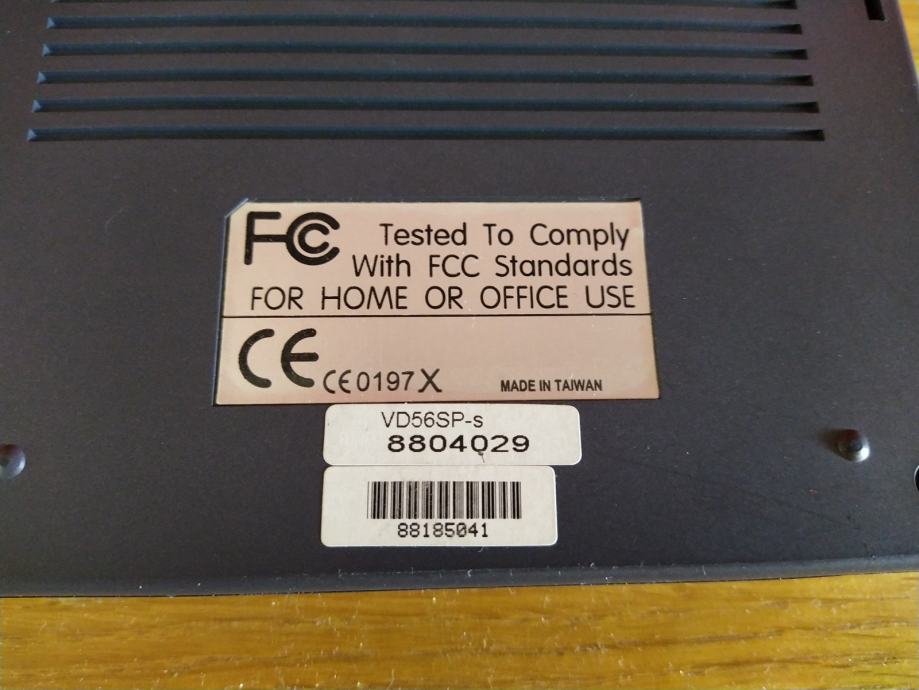 FC Tested To Comply
With FCC Standards
FOR HOME OR OFFICE USE
CE CE0197X MADE IN TAIWAN
VD56SP-s
8804029
88185041